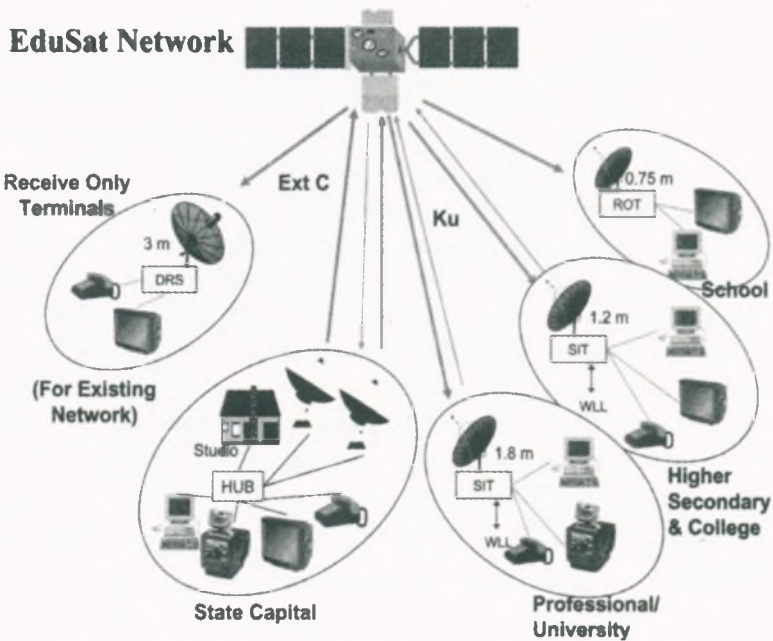 EduSat Network
Receive Only
Terminals
Ext C
Ku
3 m
DRS
0.75 m
ROT
School
1.2 m
SIT
WLL
(For Existing
Network)
Studio
HUB
1.8 m
SIT
WLL
Higher
Secondary
& College
State Capital
Professional/
University